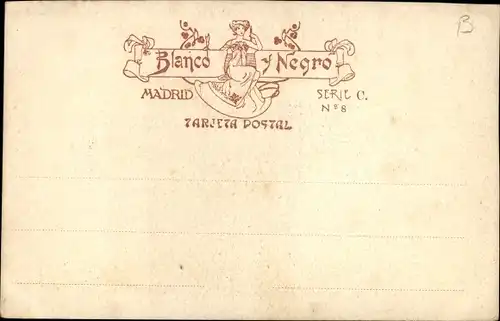 B
Blanco y Negro
MADRID SERIE C.
Nº 8
TARJETA POSTAL